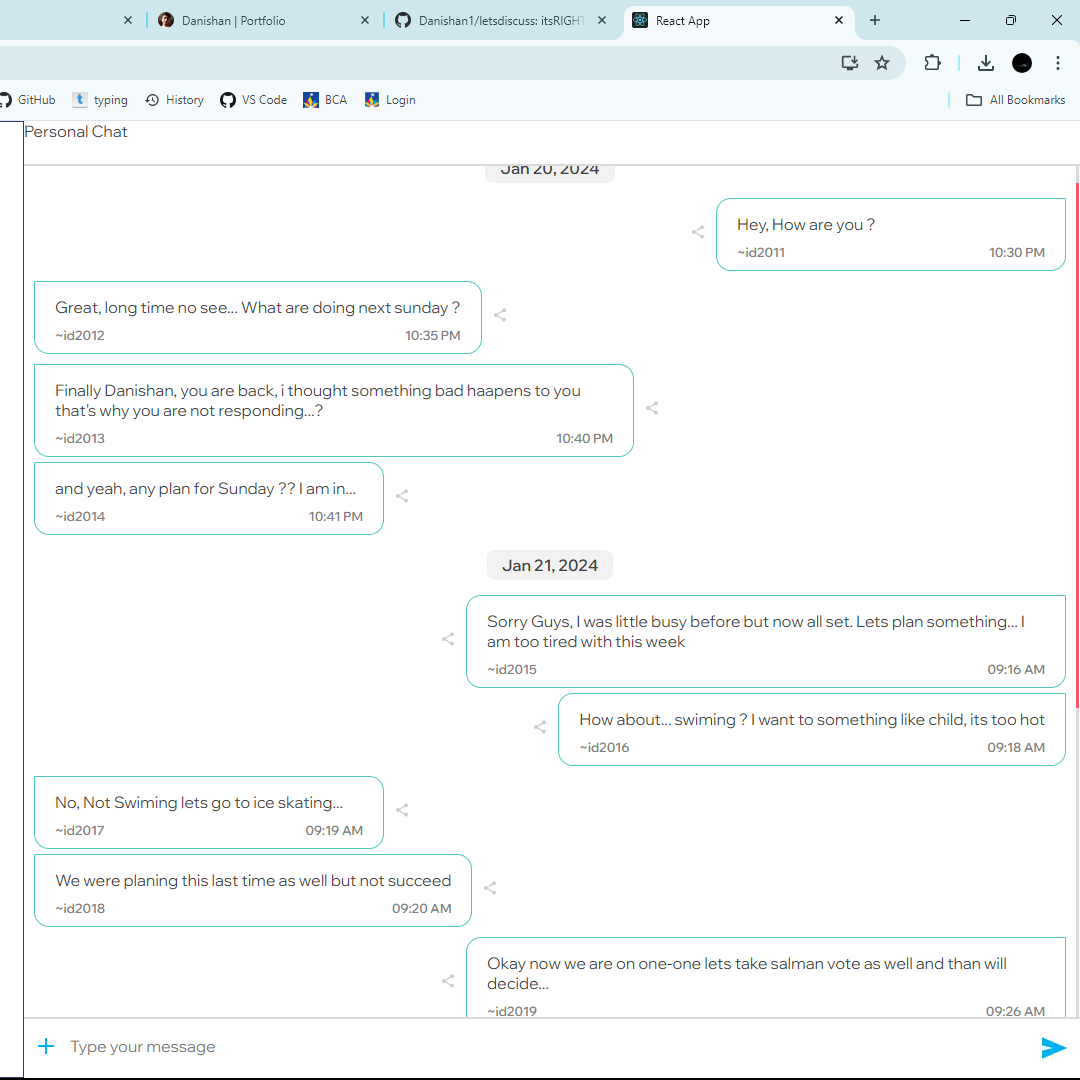 Danishan | Portfolio
Danishan1/letsdiscuss: itsRIGHT
React App
GitHub
typing
History
VS Code
BCA
Login
All Bookmarks
Personal Chat
Jan 20, 2024
Hey, How are you ?
~id2011 10:30 PM
Great, long time no see... What are doing next sunday ?
~id2012 10:35 PM
Finally Danishan, you are back, i thought something bad haapens to you
that's why you are not responding...?
~id2013 10:40 PM
and yeah, any plan for Sunday ?? I am in...
~id2014 10:41 PM
Jan 21, 2024
Sorry Guys, I was little busy before but now all set. Lets plan something... I
am too tired with this week
~id2015 09:16 AM
How about... swiming ? I want to something like child, its too hot
~id2016 09:18 AM
No, Not Swiming lets go to ice skating...
~id2017 09:19 AM
We were planing this last time as well but not succeed
~id2018 09:20 AM
Okay now we are on one-one lets take salman vote as well and than will
decide...
~id2019 09:26 AM
Type your message